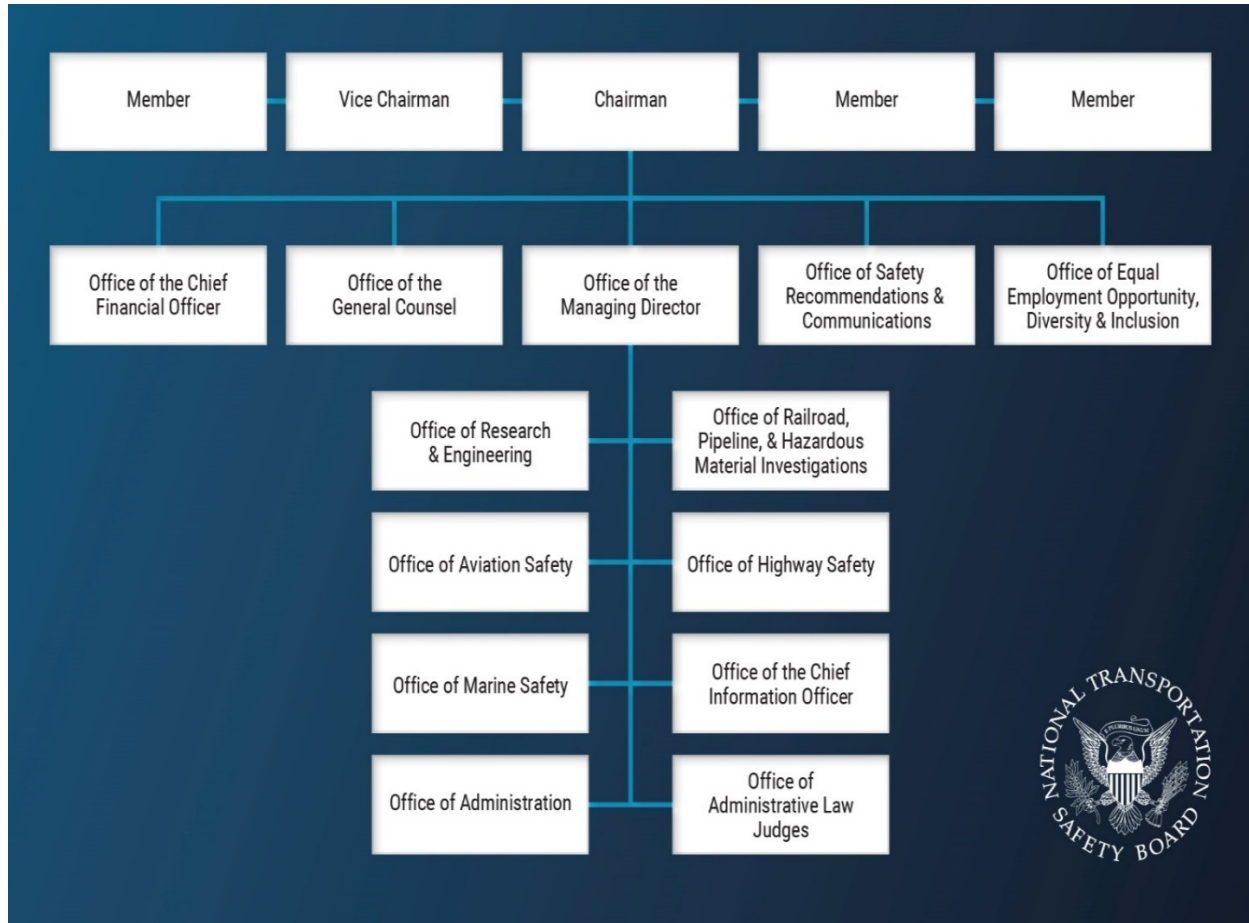 Member
Vice Chairman
Chairman
Member
Member
Office of the Chief
Financial Officer
Office of the
General Counsel
Office of the
Managing Director
Office of Safety
Recommendations &
Communications
Office of Equal
Employment Opportunity,
Diversity & Inclusion
Office of Research
& Engineering
Office of Railroad,
Pipeline, & Hazardous
Material Investigations
Office of Aviation Safety
Office of Highway Safety
Office of Marine Safety
Office of the Chief
Information Officer
Office of Administration
Office of
Administrative Law
Judges
NATIONAL TRANSPORTATION
SAFETY BOARD
E PLURIBUS UNUM